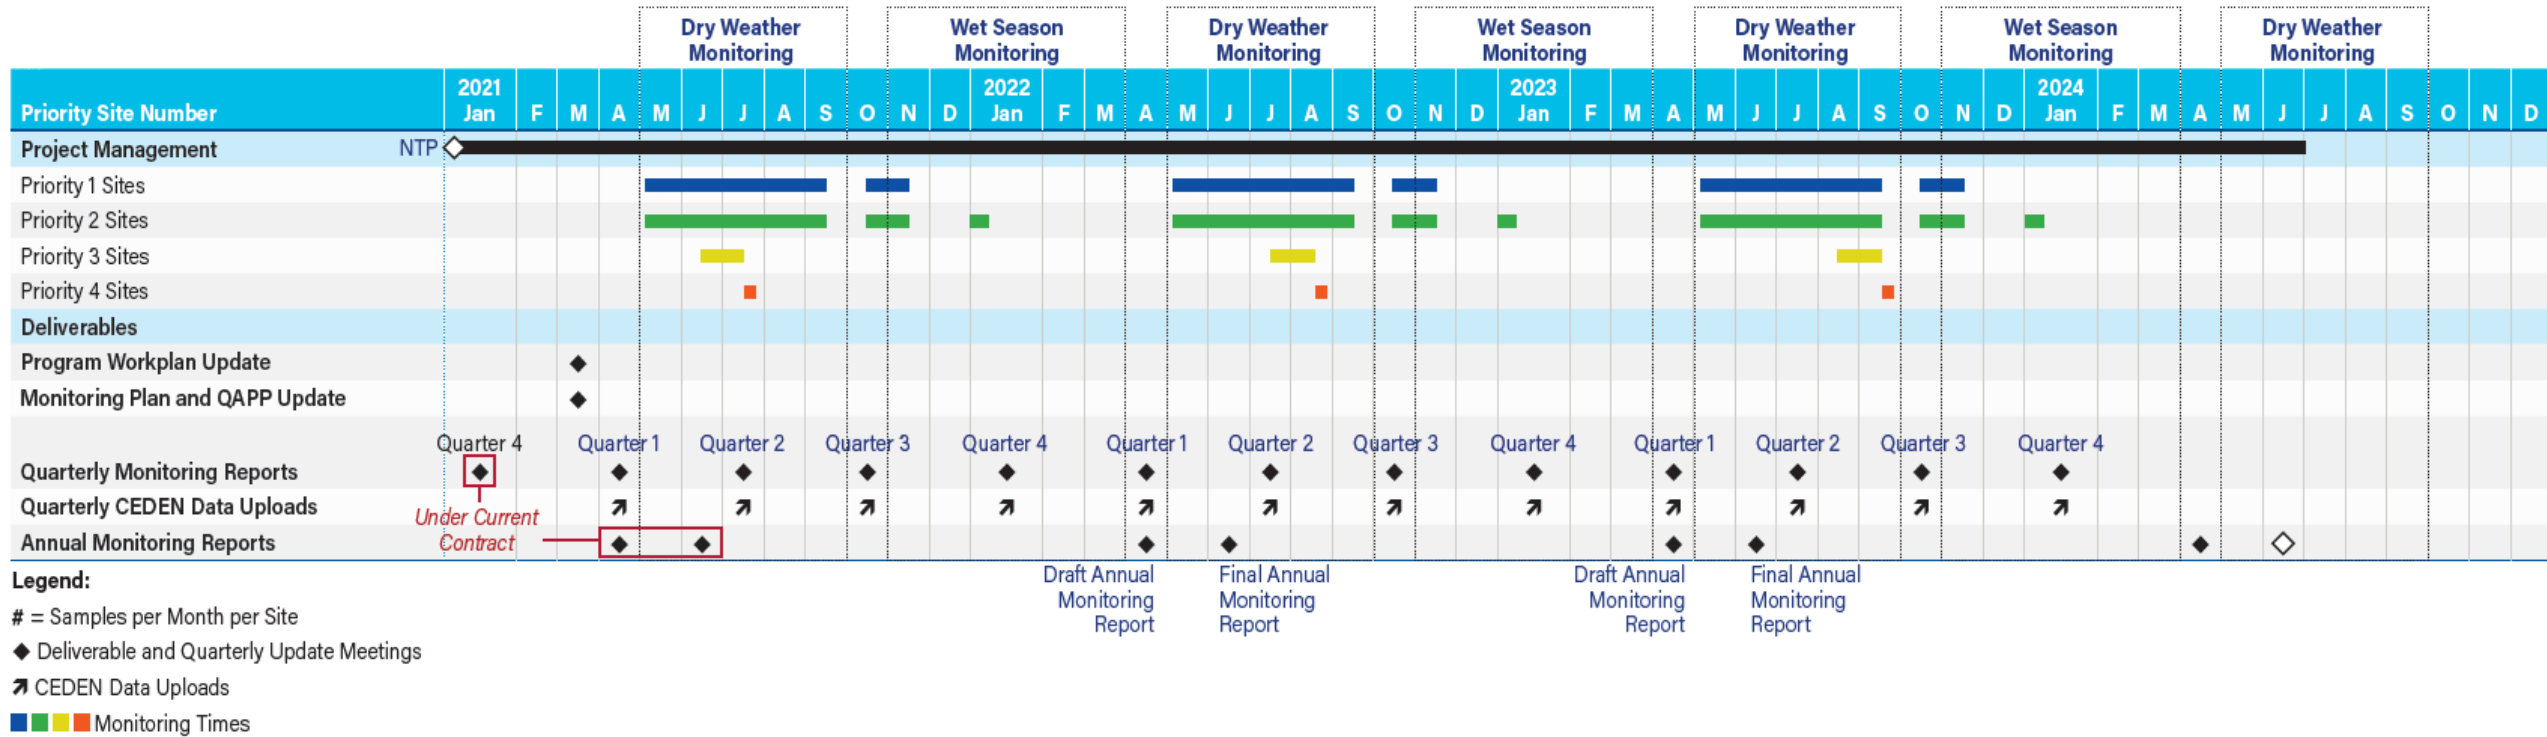 Dry Weather Monitoring
Wet Season Monitoring
Dry Weather Monitoring
Wet Season Monitoring
Dry Weather Monitoring
Wet Season Monitoring
Dry Weather Monitoring
2021 2022 2023 2024
Priority Site Number Jan F M A M J J A S O N D Jan F M A M J J A S O N D Jan F M A M J J A S O N D Jan F M A M J J A S O N D
Project Management NTP
Priority 1 Sites
Priority 2 Sites
Priority 3 Sites
Priority 4 Sites
Deliverables
Program Workplan Update
Monitoring Plan and QAPP Update
Quarter 4 Quarter 1 Quarter 2 Quarter 3 Quarter 4 Quarter 1 Quarter 2 Quarter 3 Quarter 4 Quarter 1 Quarter 2 Quarter 3 Quarter 4
Quarterly Monitoring Reports
Quarterly CEDEN Data Uploads
Under Current
Contract
Annual Monitoring Reports
Draft Annual
Monitoring
Report
Final Annual
Monitoring
Report
Draft Annual
Monitoring
Report
Final Annual
Monitoring
Report
Legend:
# = Samples per Month per Site
Deliverable and Quarterly Update Meetings
CEDEN Data Uploads
Monitoring Times